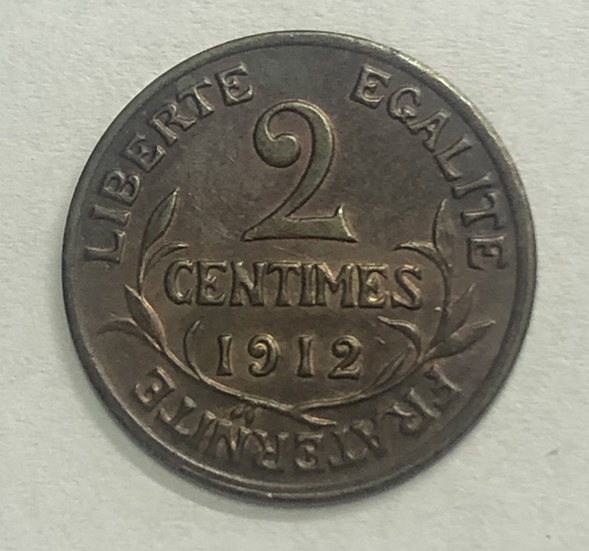 LIBERTE EGALITE
2
CENTIMES
1912
FRATERNITE